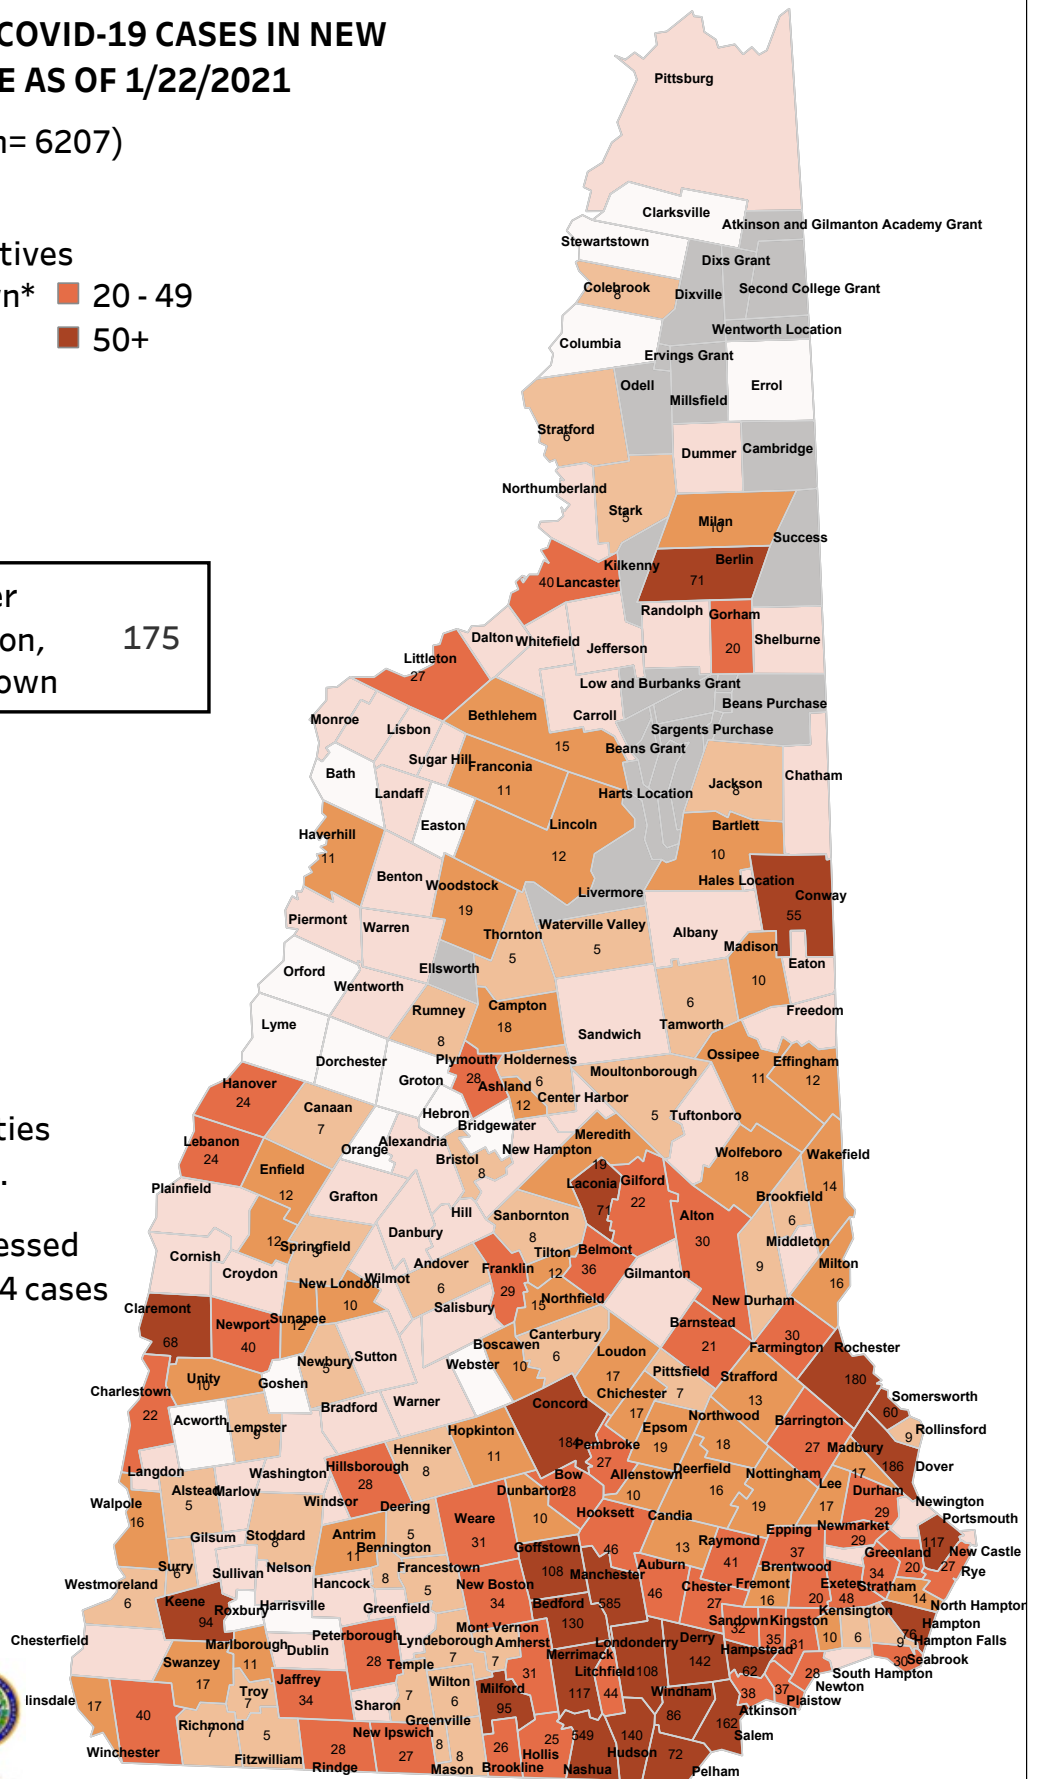 COVID-19 CASES IN NEW
E AS OF 1/22/2021
n= 6207)
tives
n* 20 - 49
50+
er
on, 175
own
ties
.
essed
4 cases
Pittsburg
Clarksville
Atkinson and Gilmanton Academy Grant
Stewartstown
Dixs Grant
Colebrook 8
Dixville
Second College Grant
Wentworth Location
Columbia
Ervings Grant
Odell
Errol
Millsfield
Stratford 6
Dummer
Cambridge
Northumberland
Stark 5
Milan 10
Success
Kilkenny
Berlin 71
40 Lancaster
Randolph
Gorham 20
Dalton
Whitefield
Jefferson
Shelburne
Littleton 27
Low and Burbanks Grant
Beans Purchase
Monroe
Lisbon
Bethlehem 15
Carroll
Sargents Purchase
Beans Grant
Sugar Hill
Franconia 11
Bath
Landaff
Harts Location
Jackson 8
Chatham
Easton
Lincoln 12
Bartlett 10
Haverhill 11
Benton
Woodstock 19
Livermore
Hales Location
Conway 55
Piermont
Warren
Thornton 5
Waterville Valley 5
Albany
Madison 10
Eaton
Orford
Ellsworth
Wentworth
Rumney 8
Campton 18
Sandwich
6 Tamworth
Freedom
Lyme
Dorchester
Groton
Plymouth 28
Holderness 6
Ashland 12
Moultonborough 5
Ossipee 11
Effingham 12
Hanover 24
Canaan 7
Hebron
Center Harbor
Tuftonboro
Bridgewater
Lebanon 24
Orange
Alexandria
Bristol 8
New Hampton
Meredith 19
Wolfeboro 18
Wakefield 14
Plainfield
Enfield 12
Grafton
Hill
Laconia 71
Gilford 22
Brookfield 6
Danbury
Sanbornton 8
Alton 30
Middleton
Cornish
12
Springfield
Croydon
Andover 6
Tilton 12
Belmont 36
Gilmanton
9
Milton 16
New London 10
Wilmot
Franklin 29
Northfield 15
New Durham
Claremont 68
Newport 40
Sunapee 12
Salisbury
Canterbury 6
Barnstead 21
30 Farmington
Rochester 180
Newbury 5
Sutton
Webster
Boscawen 10
Loudon 17
Pittsfield 7
Strafford 13
Charlestown 22
Unity 10
Goshen
Bradford
Warner
Concord 184
Chichester 17
Northwood 18
Barrington 27
Somersworth 60
Rollinsford 9
Acworth
Lempster 9
Hopkinton 11
Epsom 19
Pembroke 27
Madbury 17
Dover 186
Langdon
Washington
Hillsborough 28
Henniker 8
Bow 28
Allenstown 10
Deerfield 16
Nottingham 19
Lee 17
Durham 29
Newington
Alstead 5
Marlow
Windsor
Deering 5
Dunbarton 10
Hooksett 46
Candia 13
Portsmouth 117
Walpole 16
Gilsum
Stoddard 8
Antrim 11
Bennington 8
Weare 31
Goffstown 108
Raymond 41
Epping 37
Newmarket 29
Greenland 20
New Castle
Rye 27
Surry 6
Sullivan
Nelson
Hancock
Francestown 5
Manchester 585
Auburn 46
Chester 27
Fremont 16
Brentwood 20
Exeter 48
Stratham 34
North Hampton 14
Westmoreland 6
Keene 94
Roxbury
Harrisville
Greenfield
New Boston 34
Bedford 130
Sandown 32
Kingston 35
Kensington 6
Hampton 76
Hampton Falls 9
Chesterfield
Marlborough 11
Dublin
Peterborough 28
Lyndeborough 7
Mont Vernon 7
Amherst 31
Merrimack 117
Londonderry 108
Derry 142
Hampstead 62
31
10
Seabrook 30
Swanzey 17
Jaffrey 34
Temple 7
Wilton 6
Milford 95
Litchfield 44
Windham 86
28
South Hampton
Newton
37 Plaistow
38 Atkinson
linsdale 17
40 Winchester
Troy 7
Richmond 7
Sharon
Greenville 8
162 Salem
5 Fitzwilliam
28 Rindge
New Ipswich 27
8 Mason
26 Brookline
25 Hollis
549 Nashua
140 Hudson
72 Pelham